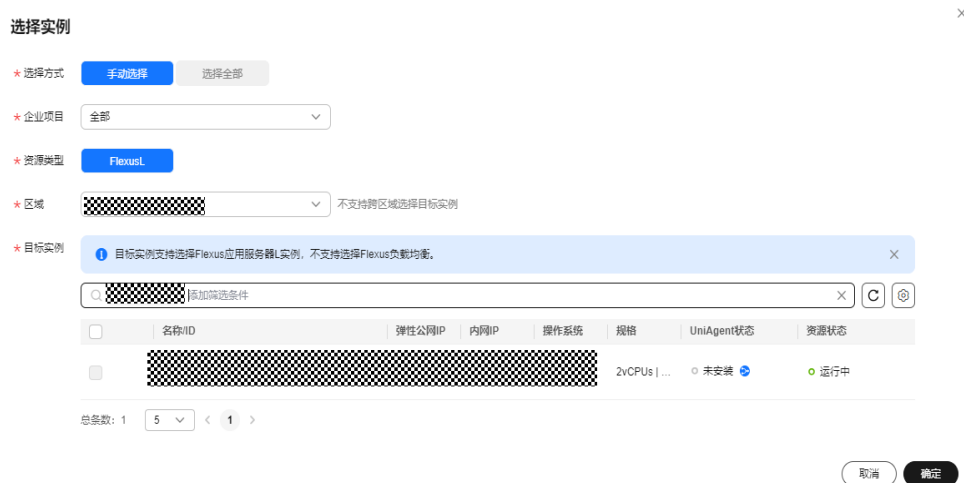 选择实例
* 选择方式 手动选择 选择全部
* 企业项目 全部
* 资源类型 FlexusL
* 区域 不支持跨区域选择目标实例
* 目标实例 目标实例支持选择Flexus应用服务器L实例，不支持选择Flexus负载均衡。
添加筛选条件
名称/ID 弹性公网IP 内网IP 操作系统 规格 UniAgent状态 资源状态
2vCPUs | ... 未安装 运行中
总条数：1 5 1
取消 确定